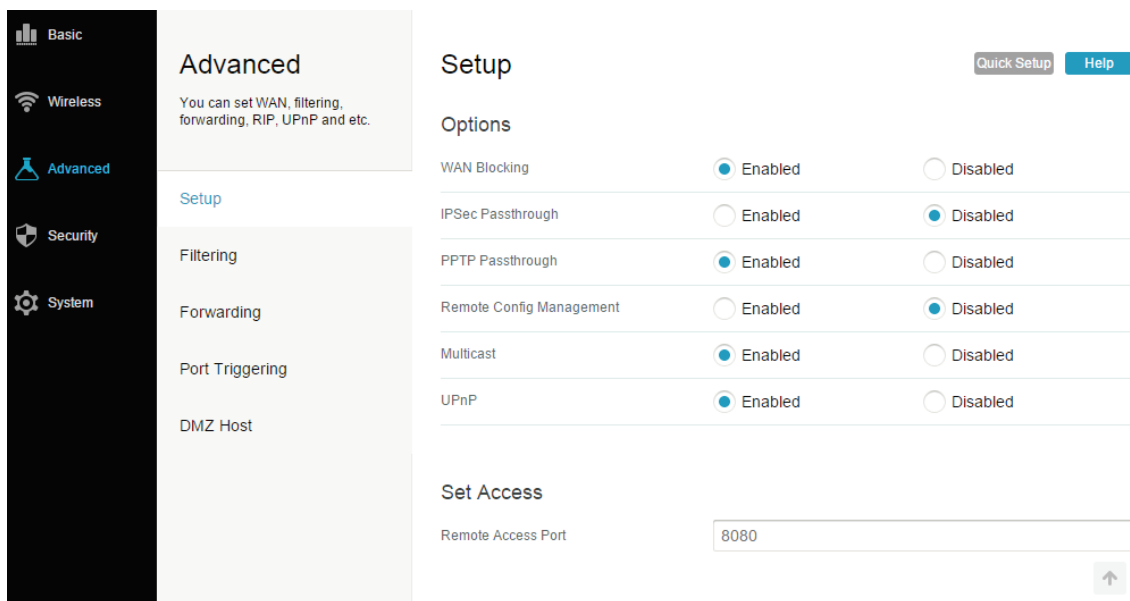 Basic
Wireless
Advanced
Security
System
Advanced
You can set WAN, filtering,
forwarding, RIP, UPnP and etc.
Setup
Filtering
Forwarding
Port Triggering
DMZ Host
Setup
Quick Setup Help
Options
WAN Blocking Enabled Disabled
IPSec Passthrough Enabled Disabled
PPTP Passthrough Enabled Disabled
Remote Config Management Enabled Disabled
Multicast Enabled Disabled
UPnP Enabled Disabled
Set Access
Remote Access Port 8080